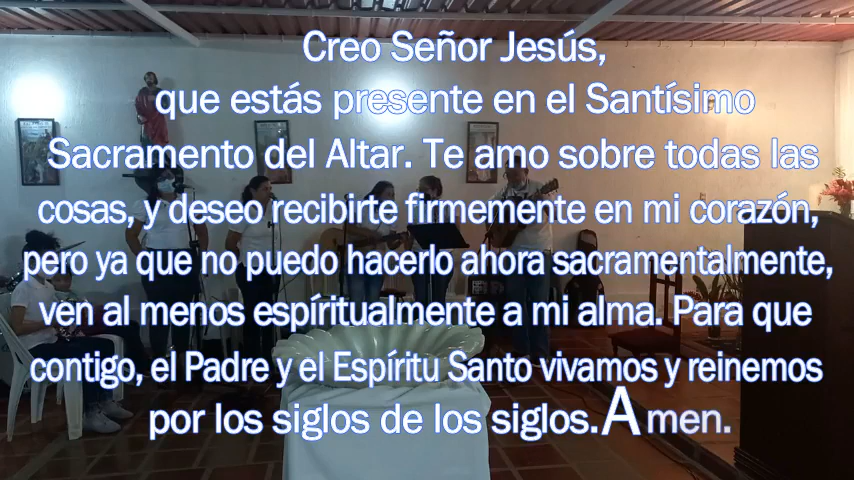 Creo Señor Jesús,
que estás presente en el Santísimo
Sacramento del Altar. Te amo sobre todas las
cosas, y deseo recibirte firmemente en mi corazón,
pero ya que no puedo hacerlo ahora sacramentalmente,
ven al menos espíritualmente a mi alma. Para que
contigo, el Padre y el Espíritu Santo vivamos y reinemos
por los siglos de los siglos.Amen.